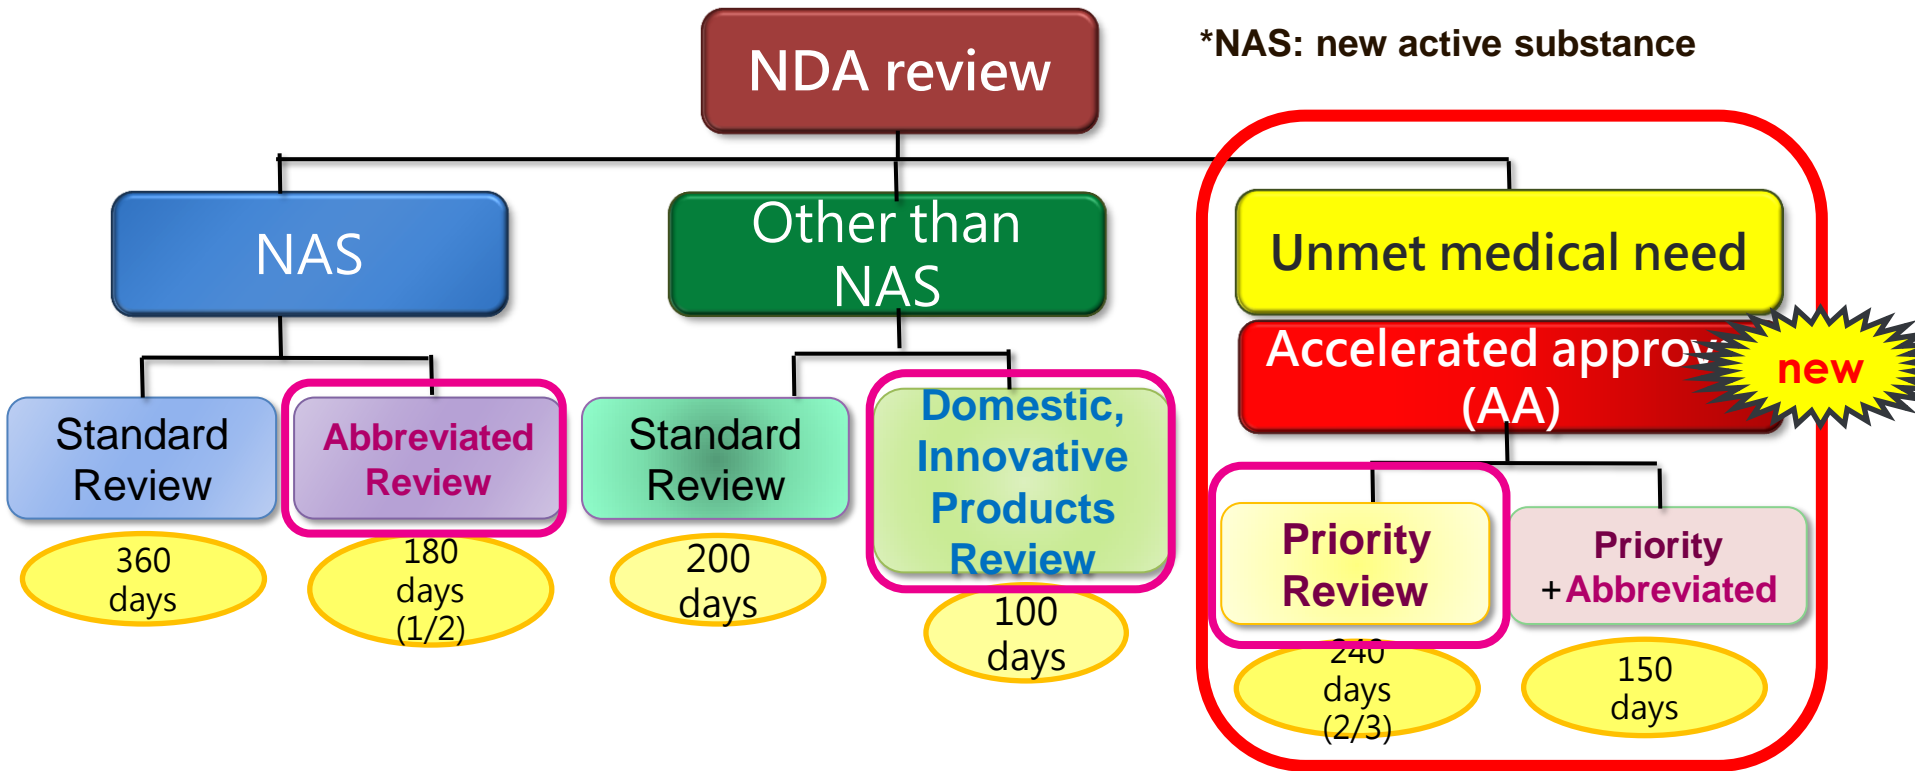 NDA review
*NAS: new active substance
NAS
Other than
NAS
Unmet medical need
Accelerated approv
(AA)
new
Standard
Review
Abbreviated
Review
Standard
Review
Domestic,
Innovative
Products
Review
Priority
Review
Priority
+Abbreviated
360
days
180
days
(1/2)
200
days
100
days
240
days
(2/3)
150
days